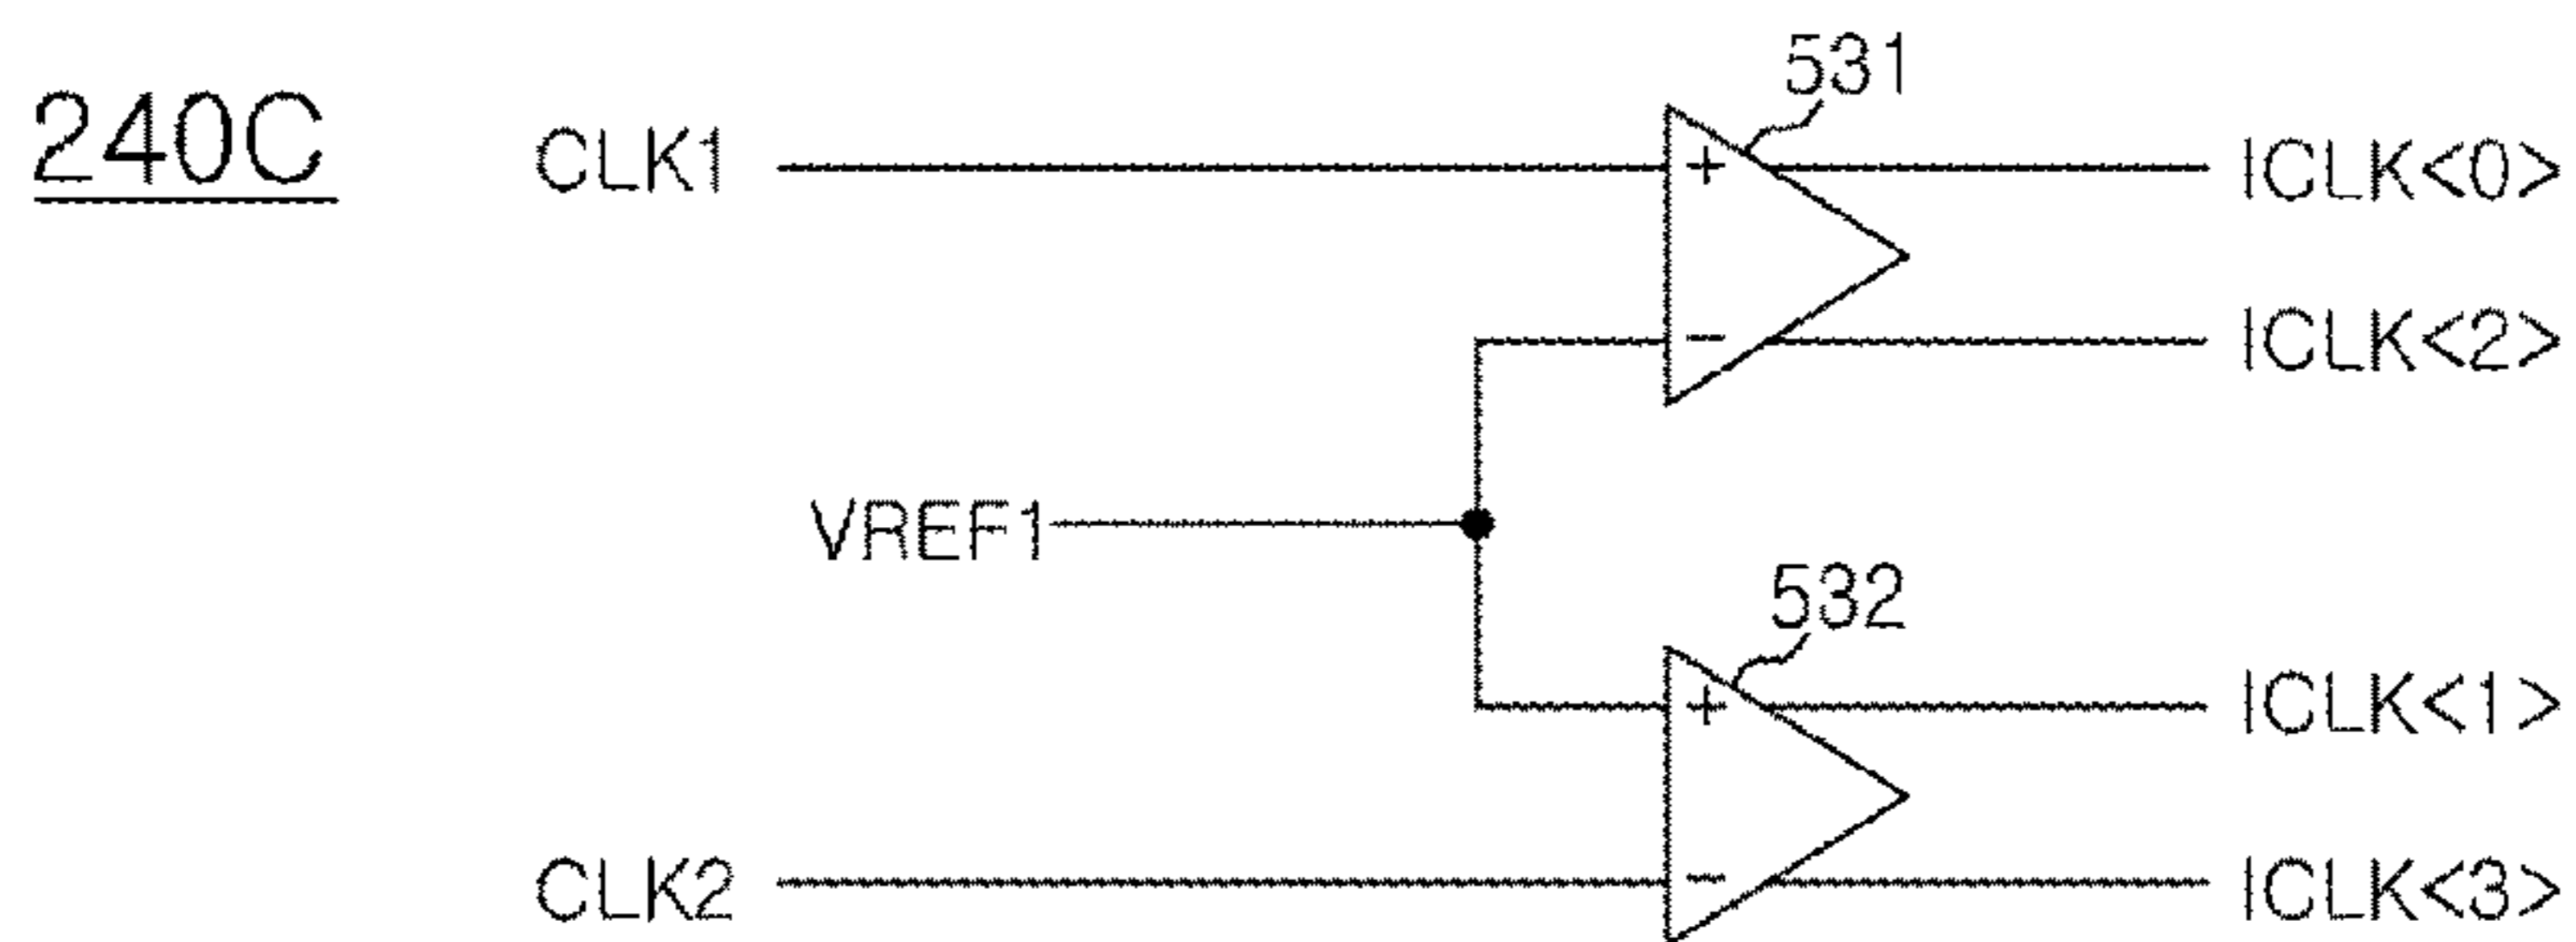 531
240C CLK1 + ICLK<0>
- ICLK<2>
VREF1
532
+ ICLK<1>
CLK2 - ICLK<3>